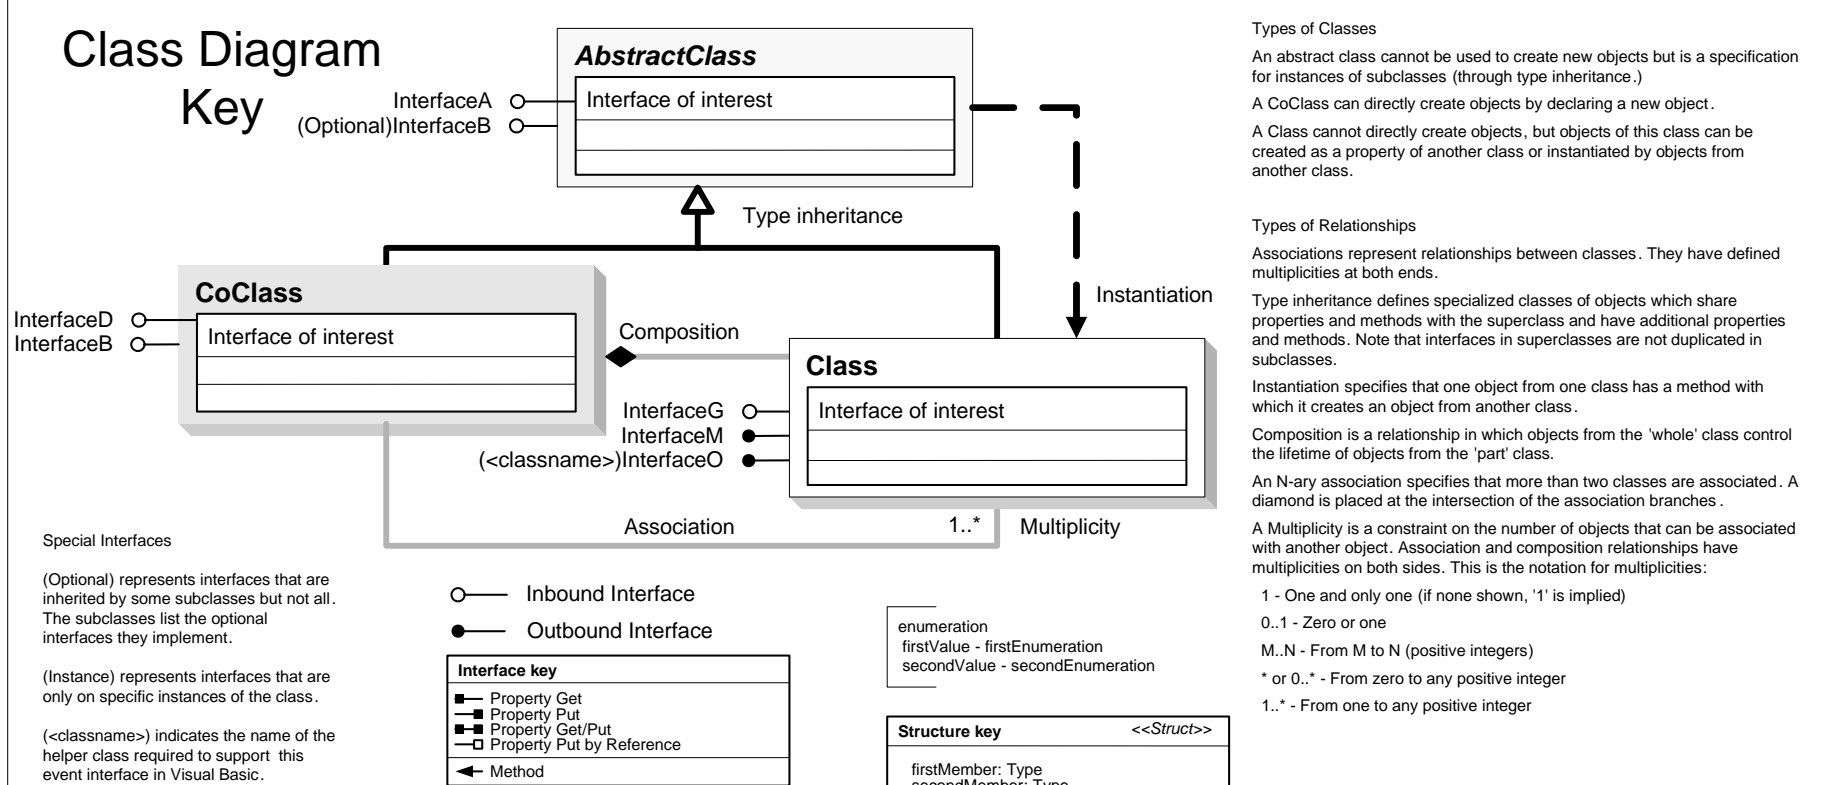 Class Diagram
Key
AbstractClass
Interface of interest
InterfaceA
(Optional)InterfaceB
Type inheritance
Instantiation
CoClass
Interface of interest
InterfaceD
InterfaceB
Composition
Class
Interface of interest
InterfaceG
InterfaceM
(<classname>)InterfaceO
Association
1..*
Multiplicity
Special Interfaces
(Optional) represents interfaces that are
inherited by some subclasses but not all.
The subclasses list the optional
interfaces they implement.
(Instance) represents interfaces that are
only on specific instances of the class.
(<classname>) indicates the name of the
helper class required to support this
event interface in Visual Basic.
Inbound Interface
Outbound Interface
Interface key
Property Get
Property Put
Property Get/Put
Property Put by Reference
Method
enumeration
firstValue - firstEnumeration
secondValue - secondEnumeration
Structure key
<<Struct>>
firstMember: Type
secondMember: Type
Types of Classes
An abstract class cannot be used to create new objects but is a specification
for instances of subclasses (through type inheritance.)
A CoClass can directly create objects by declaring a new object.
A Class cannot directly create objects, but objects of this class can be
created as a property of another class or instantiated by objects from
another class.
Types of Relationships
Associations represent relationships between classes. They have defined
multiplicities at both ends.
Type inheritance defines specialized classes of objects which share
properties and methods with the superclass and have additional properties
and methods. Note that interfaces in superclasses are not duplicated in
subclasses.
Instantiation specifies that one object from one class has a method with
which it creates an object from another class.
Composition is a relationship in which objects from the 'whole' class control
the lifetime of objects from the 'part' class.
An N-ary association specifies that more than two classes are associated. A
diamond is placed at the intersection of the association branches.
A Multiplicity is a constraint on the number of objects that can be associated
with another object. Association and composition relationships have
multiplicities on both sides. This is the notation for multiplicities:
1 - One and only one (if none shown, '1' is implied)
0..1 - Zero or one
M..N - From M to N (positive integers)
* or 0..* - From zero to any positive integer
1..* - From one to any positive integer